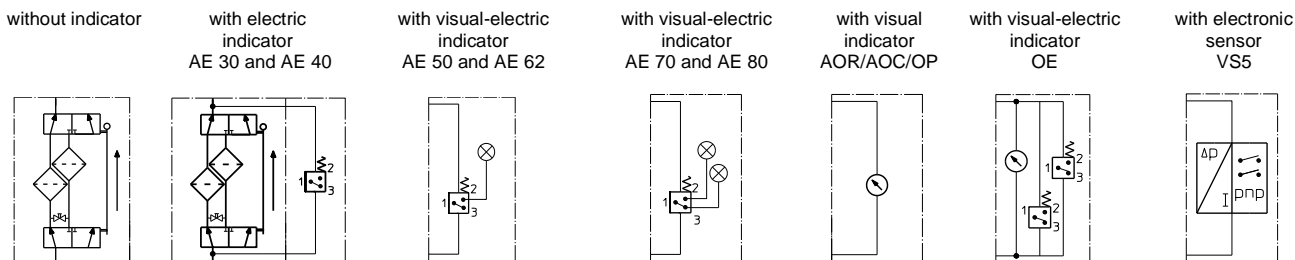 without indicator
with electric
indicator
AE 30 and AE 40
with visual-electric
indicator
AE 50 and AE 62
with visual-electric
indicator
AE 70 and AE 80
with visual
indicator
AOR/AOC/OP
with visual-electric
indicator
OE
with electronic
sensor
VS5
1 2 3
1 2 3
1 2 3
1 2 3
1 2 3
Δp
I
pnp